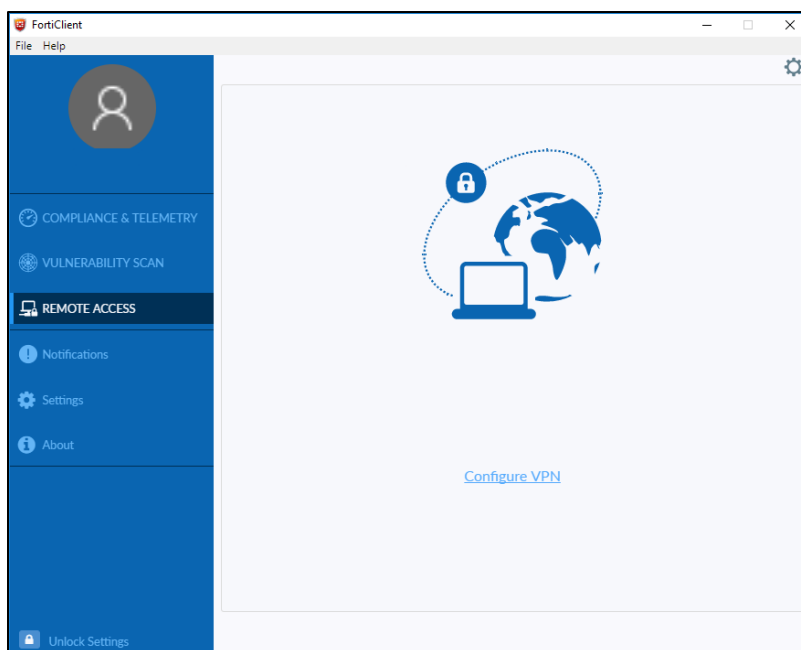 FortiClient
File Help
COMPLIANCE & TELEMETRY
VULNERABILITY SCAN
REMOTE ACCESS
Notifications
Settings
About
Configure VPN
Unlock Settings